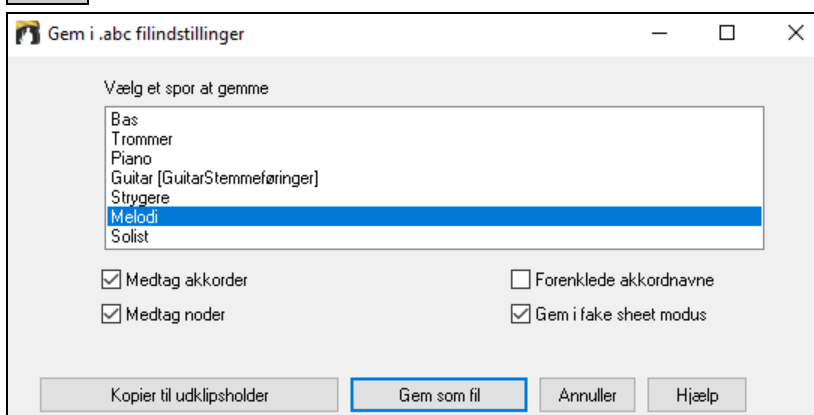 Gem i .abc filindstillinger
Vælg et spor at gemme
Bas
Trommer
Piano
Guitar [GuitarStemmeføringer]
Strygere
Melodi
Solist
Medtag akkorder Forenklede akkordnavne
Medtag noder Gem i fake sheet modus
Kopier til udklipsholder Gem som fil Annuller Hjælp